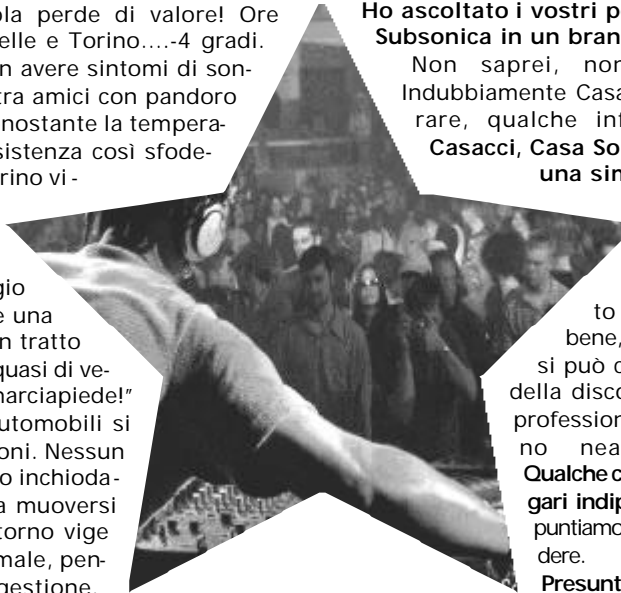 ola perde di valore! Ore
elle e Torino....-4 gradi.
n avere sintomi di son-
tra amici con pandoro
nostante la tempera-
sistenza così sfode-
rino vi -
gio
e una
n tratto
quasi di ve-
marciapiede!"
utomobili si
oni. Nessun
o inchioda-
a muoversi
torno vige
male, pen-
gestione.
Ho ascoltato i vostri p
Subsonica in un bran
Non saprei, non
Indubbiamente Casa
rare, qualche inf
Casacci, Casa So
una sin
to
bene,
si può d
della disco
profession
no nea
Qualche c
gari indip
puntiamo
dere.
Presunt